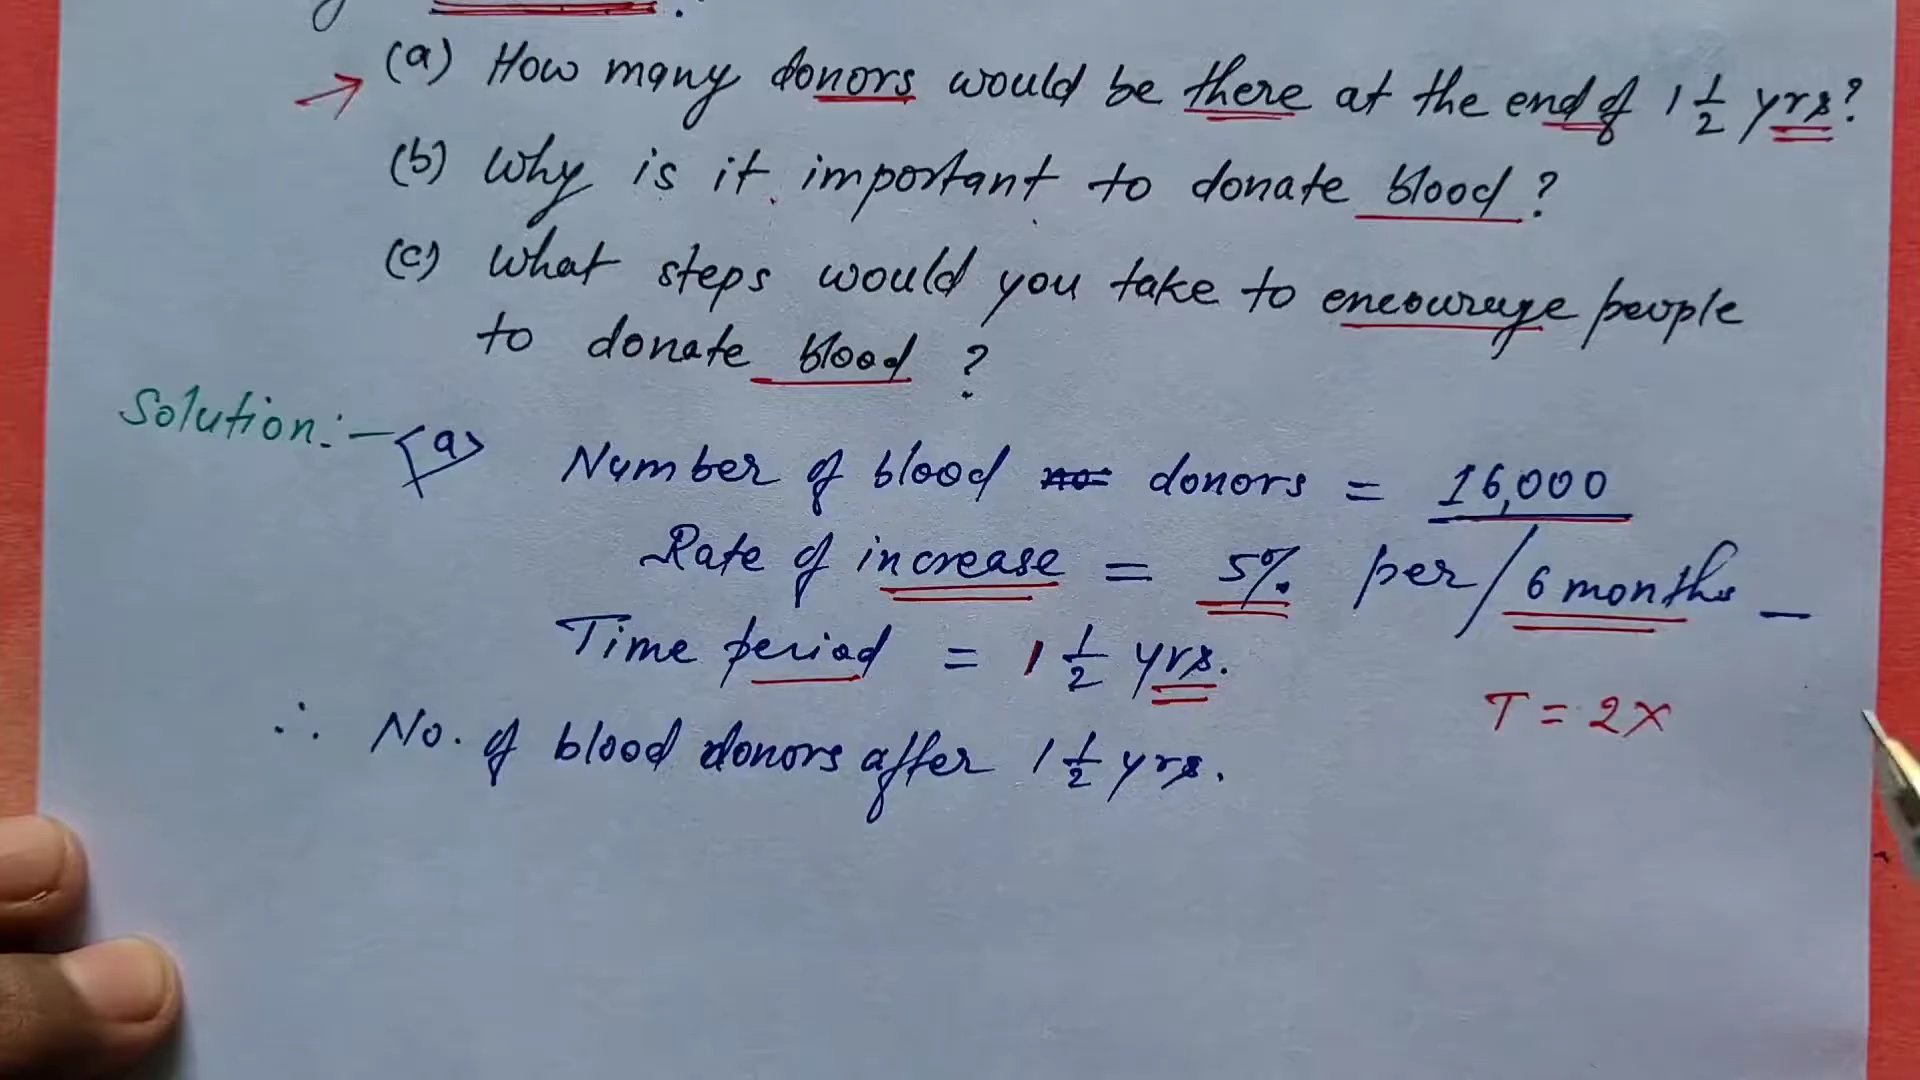 (a) How many donors would be there at the end of 1 1/2 yrs?
(b) Why is it important to donate blood?
(c) What steps would you take to encourage people
to donate blood?
Solution:- <a> Number of blood donors = 16,000
Rate of increase = 5% per/6 months
Time period = 1 1/2 yrs.
T = 2×
∴ No. of blood donors after 1 1/2 yrs.